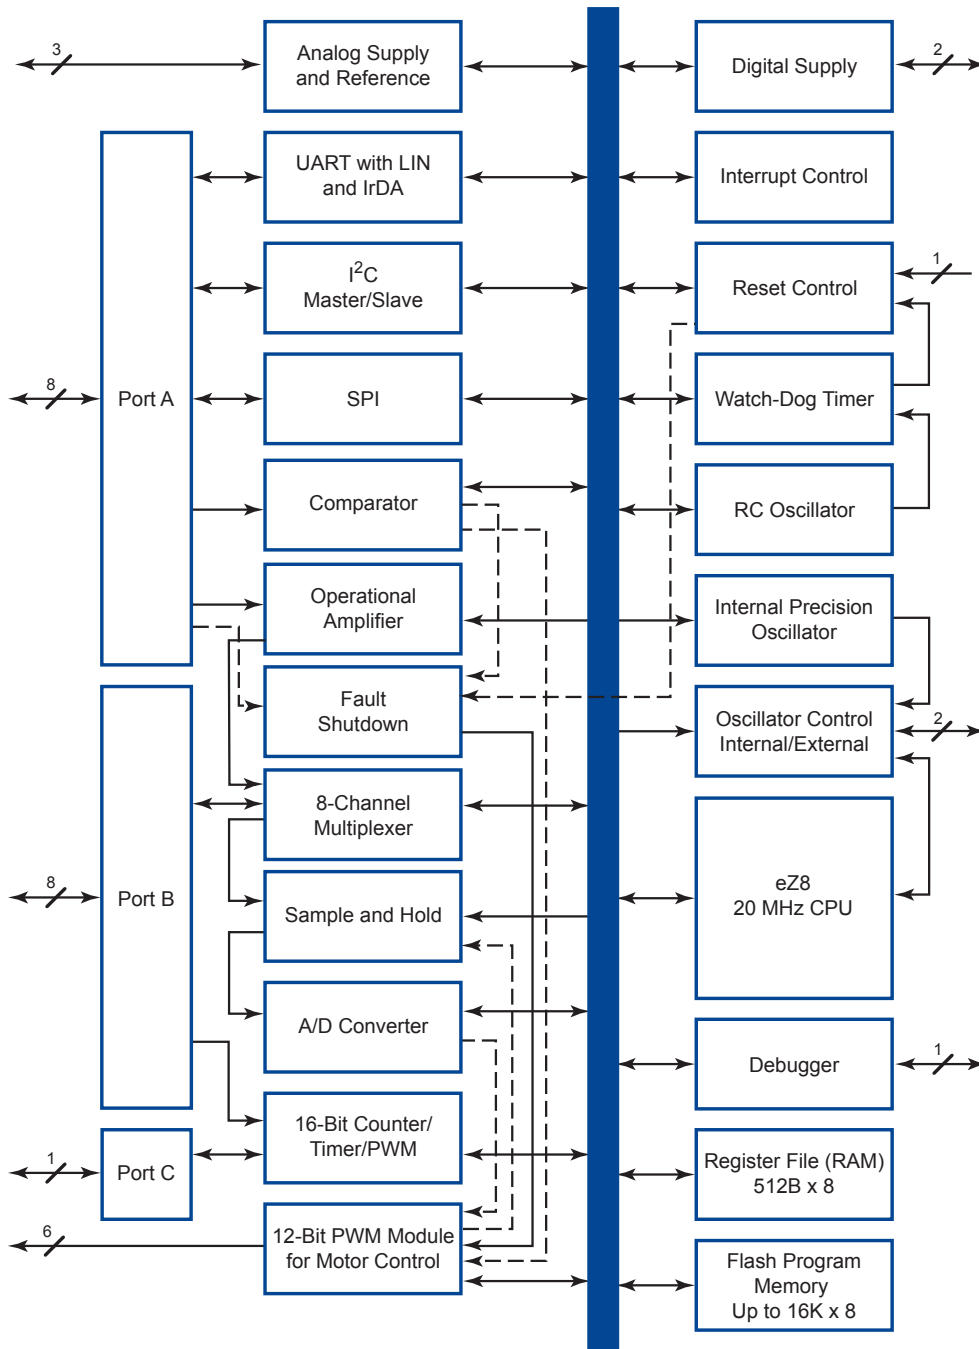 3
Analog Supply
and Reference
Digital Supply
2
UART with LIN
and IrDA
Interrupt Control
I²C
Master/Slave
Reset Control
1
8
Port A
SPI
Watch-Dog Timer
Comparator
RC Oscillator
Operational
Amplifier
Internal Precision
Oscillator
Fault
Shutdown
Oscillator Control
Internal/External
2
8-Channel
Multiplexer
8
Port B
Sample and Hold
eZ8
20 MHz CPU
A/D Converter
Debugger
1
16-Bit Counter/
Timer/PWM
1
Port C
Register File (RAM)
512B x 8
6
12-Bit PWM Module
for Motor Control
Flash Program
Memory
Up to 16K x 8